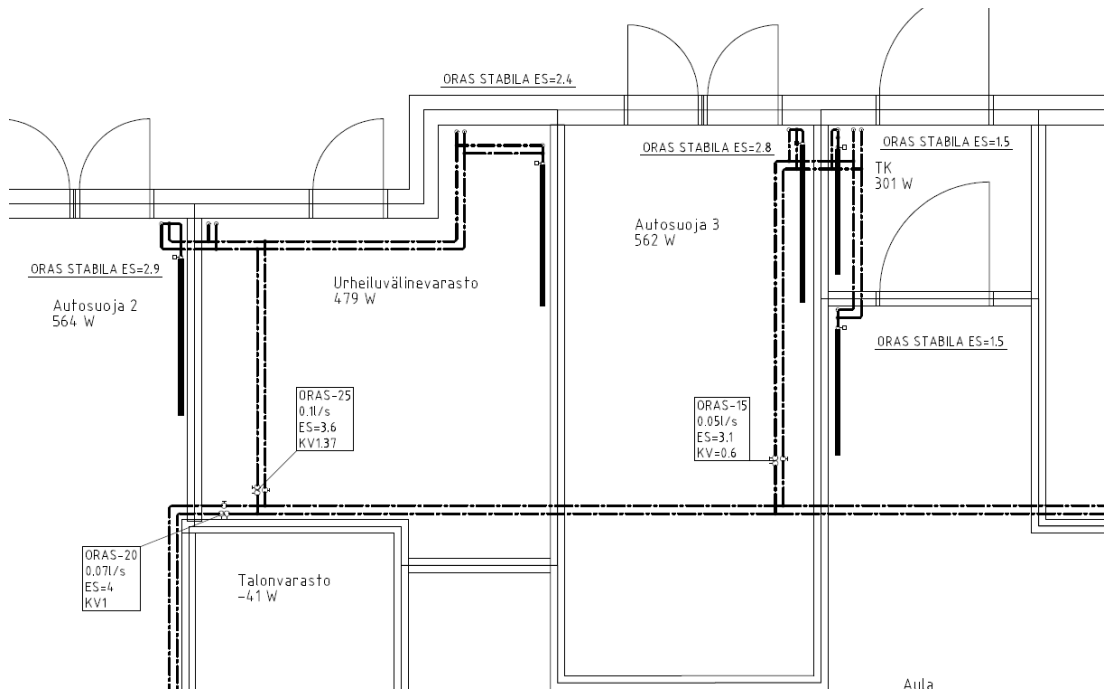 ORAS STABILA ES=2.4
ORAS STABILA ES=2.8
ORAS STABILA ES=1.5
TK
301 W
Autosuoja 3
562 W
ORAS STABILA ES=2.9
Autosuoja 2
564 W
Urheiluvälinevarasto
479 W
ORAS STABILA ES=1.5
ORAS-25
0.1l/s
ES=3.6
KV1.37
ORAS-15
0.05l/s
ES=3.1
KV=0.6
ORAS-20
0.07l/s
ES=4
KV1
Talonvarasto
-41 W
Aula